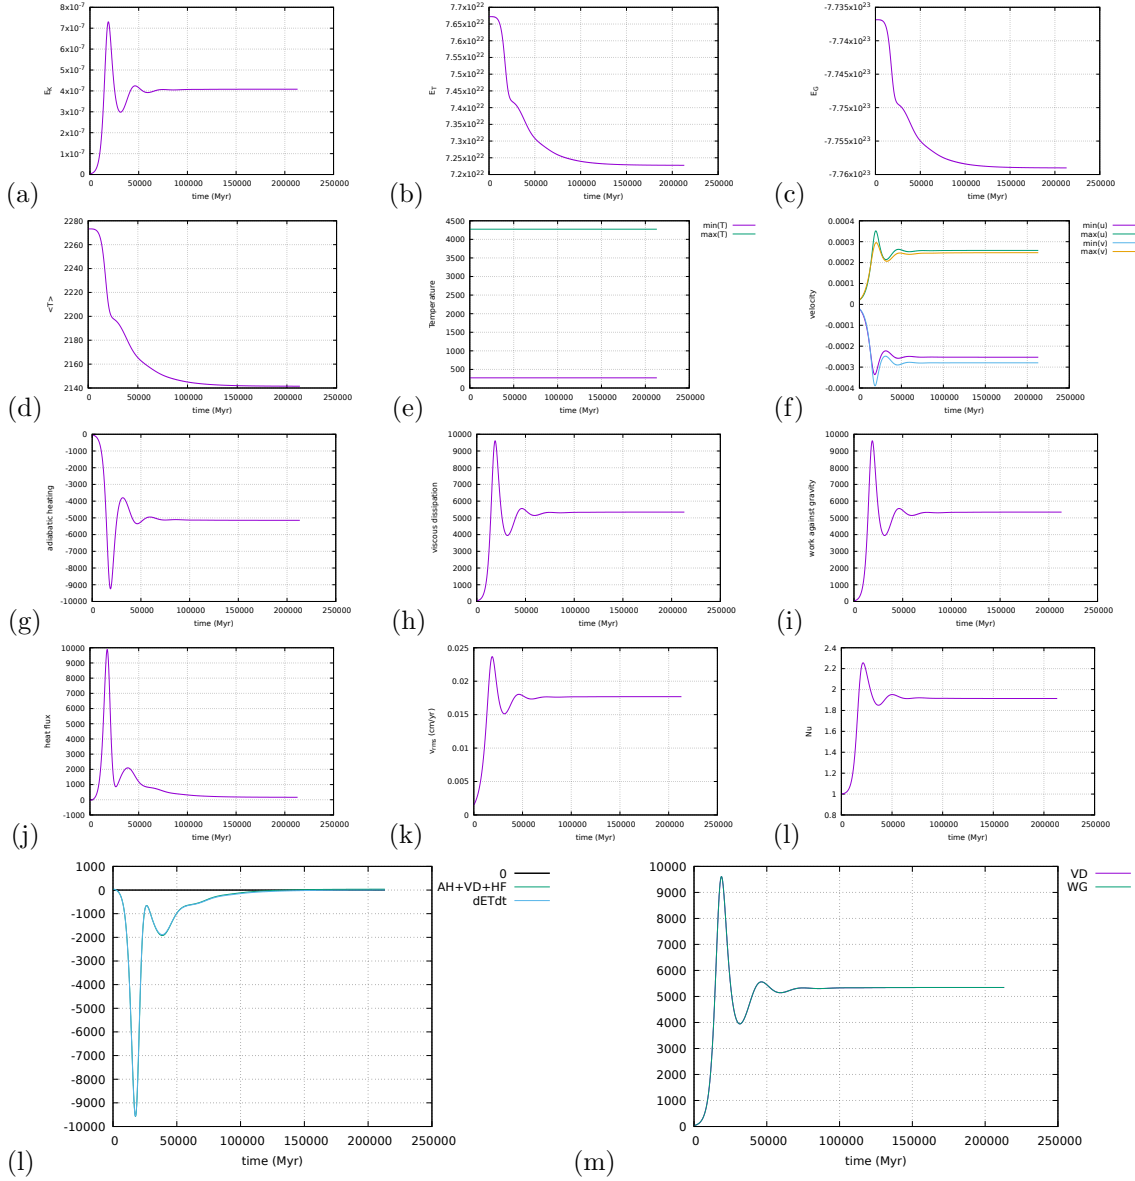 8x10-7
7x10-7
6x10-7
5x10-7
4x10-7
3x10-7
2x10-7
1x10-7
0
EK
0 50000 100000 150000 200000 250000
time (Myr)
(a)
7.7x1022
7.65x1022
7.6x1022
7.55x1022
7.5x1022
7.45x1022
7.4x1022
7.35x1022
7.3x1022
7.25x1022
7.2x1022
ET
0 50000 100000 150000 200000 250000
time (Myr)
(b)
-7.735x1023
-7.74x1023
-7.745x1023
-7.75x1023
-7.755x1023
-7.76x1023
EG
0 50000 100000 150000 200000 250000
time (Myr)
(c)
2280
2260
2240
2220
2200
2180
2160
2140
<T>
0 50000 100000 150000 200000 250000
time (Myr)
(d)
4500
4000
3500
3000
2500
2000
1500
1000
500
0
Temperature
min(T)
max(T)
0 50000 100000 150000 200000 250000
time (Myr)
(e)
0.0004
0.0003
0.0002
0.0001
0
-0.0001
-0.0002
-0.0003
-0.0004
velocity
min(u)
max(u)
min(v)
max(v)
0 50000 100000 150000 200000 250000
time (Myr)
(f)
0
-1000
-2000
-3000
-4000
-5000
-6000
-7000
-8000
-9000
-10000
adiabatic heating
0 50000 100000 150000 200000 250000
time (Myr)
(g)
10000
9000
8000
7000
6000
5000
4000
3000
2000
1000
0
viscous dissipation
0 50000 100000 150000 200000 250000
time (Myr)
(h)
10000
9000
8000
7000
6000
5000
4000
3000
2000
1000
0
work against gravity
0 50000 100000 150000 200000 250000
time (Myr)
(i)
10000
9000
8000
7000
6000
5000
4000
3000
2000
1000
0
-1000
heat flux
0 50000 100000 150000 200000 250000
time (Myr)
(j)
0.025
0.02
0.015
0.01
0.005
0
vrms (cm/yr)
0 50000 100000 150000 200000 250000
time (Myr)
(k)
2.4
2.2
2
1.8
1.6
1.4
1.2
1
0.8
Nu
0 50000 100000 150000 200000 250000
time (Myr)
(l)
1000
0
-1000
-2000
-3000
-4000
-5000
-6000
-7000
-8000
-9000
-10000
0
AH+VD+HF
dETdt
0 50000 100000 150000 200000 250000
time (Myr)
(l)
10000
9000
8000
7000
6000
5000
4000
3000
2000
1000
0
VD
WG
0 50000 100000 150000 200000 250000
time (Myr)
(m)